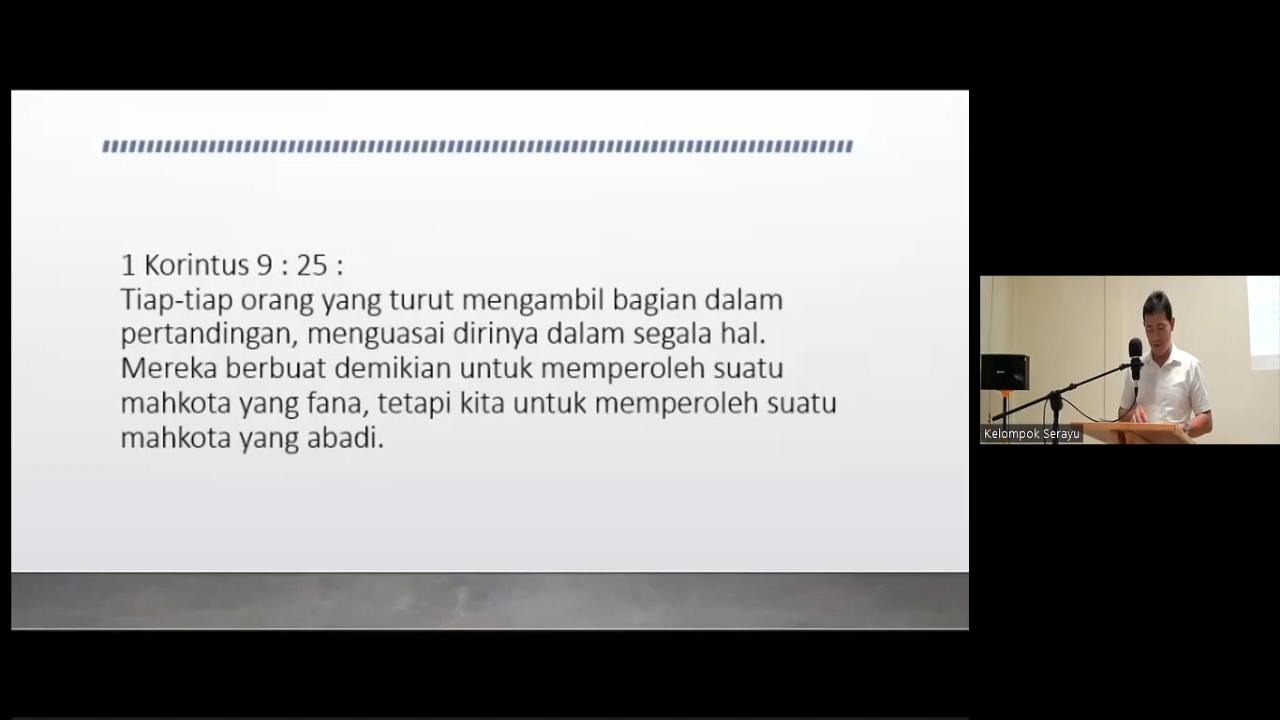 1 Korintus 9 : 25 :
Tiap-tiap orang yang turut mengambil bagian dalam
pertandingan, menguasai dirinya dalam segala hal.
Mereka berbuat demikian untuk memperoleh suatu
mahkota yang fana, tetapi kita untuk memperoleh suatu
mahkota yang abadi.
Kelompok Serayu